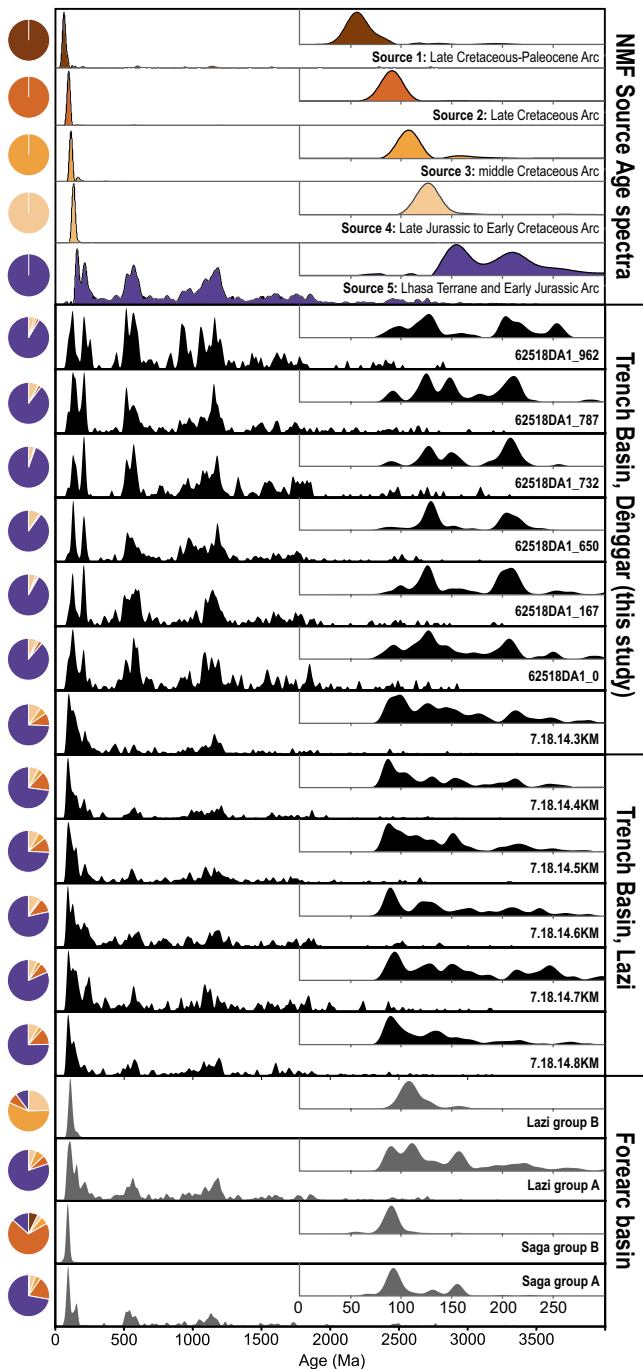 NMF Source Age spectra
Source 1: Late Cretaceous-Paleocene Arc
Source 2: Late Cretaceous Arc
Source 3: middle Cretaceous Arc
Source 4: Late Jurassic to Early Cretaceous Arc
Source 5: Lhasa Terrane and Early Jurassic Arc
Trench Basin, Dênggar (this study)
62518DA1_962
62518DA1_787
62518DA1_732
62518DA1_650
62518DA1_167
62518DA1_0
7.18.14.3KM
Trench Basin, Lazi
7.18.14.4KM
7.18.14.5KM
7.18.14.6KM
7.18.14.7KM
7.18.14.8KM
Forearc basin
Lazi group B
Lazi group A
Saga group B
Saga group A
0 50 100 150 200 250
0 500 1000 1500 2000 2500 3000 3500
Age (Ma)